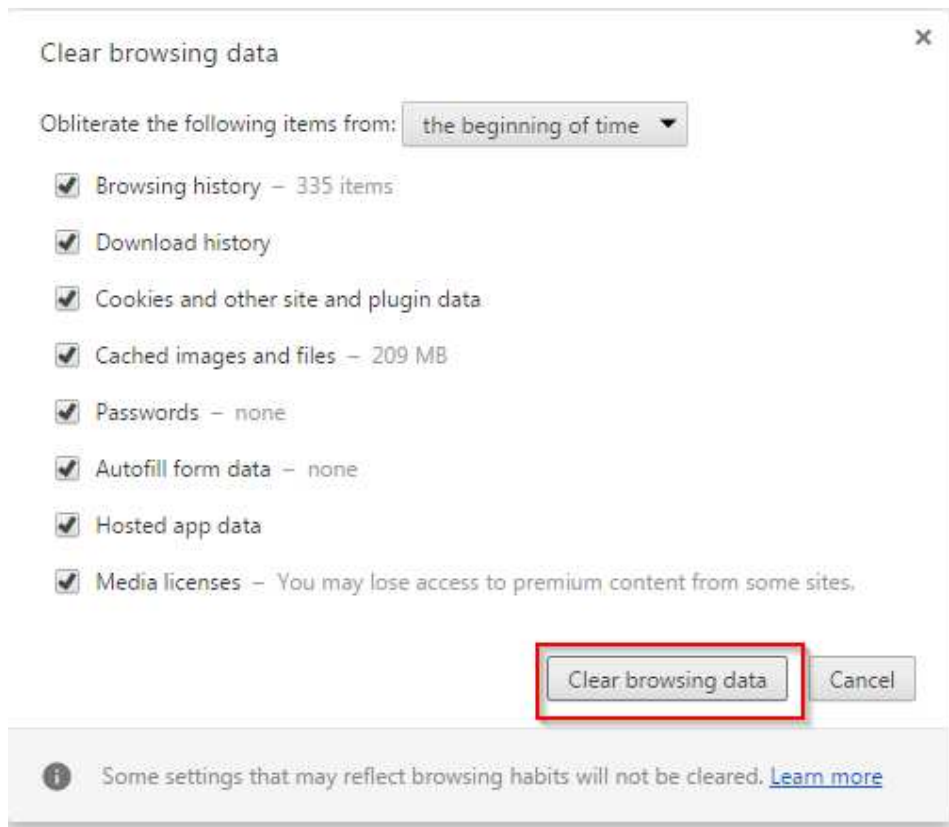 Clear browsing data
Obliterate the following items from: the beginning of time
Browsing history – 335 items
Download history
Cookies and other site and plugin data
Cached images and files – 209 MB
Passwords – none
Autofill form data – none
Hosted app data
Media licenses – You may lose access to premium content from some sites.
Clear browsing data Cancel
Some settings that may reflect browsing habits will not be cleared. Learn more